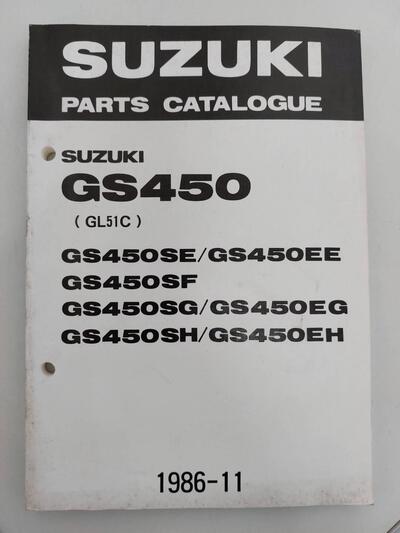 SUZUKI
PARTS CATALOGUE
SUZUKI
GS450
( GL51C )
GS450SE/GS450EE
GS450SF
GS450SG/GS450EG
GS450SH/GS450EH
1986-11